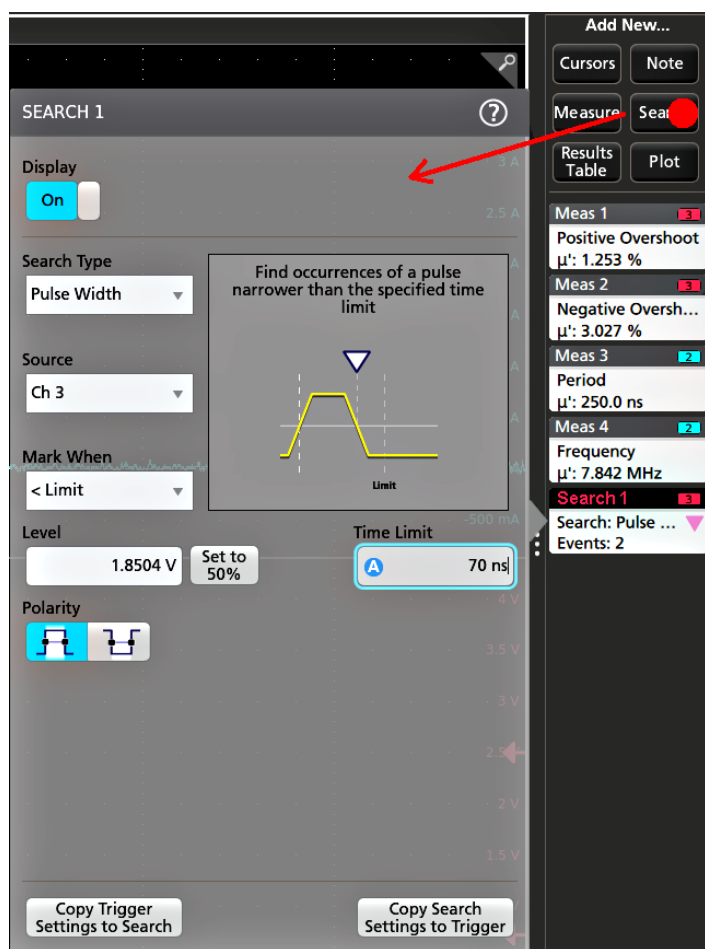 Add New...
Cursors
Note
Measure
Results
Table
Plot
SEARCH 1
?
Display
On
3 A
2.5 A
Search Type
Pulse Width
Find occurrences of a pulse
narrower than the specified time
limit
A
A
A
A
Limit
Source
Ch 3
Mark When
< Limit
-500 mA
Level
1.8504 V
Set to
50%
Time Limit
A
70 ns
4 V
Polarity
3.5 V
3 V
2.5
2 V
1.5 V
Copy Trigger
Settings to Search
Copy Search
Settings to Trigger
Meas 1
3
Positive Overshoot
µ': 1.253 %
Meas 2
3
Negative Oversh...
µ': 3.027 %
Meas 3
2
Period
µ': 250.0 ns
Meas 4
2
Frequency
µ': 7.842 MHz
Search 1
3
Search: Pulse ...
Events: 2